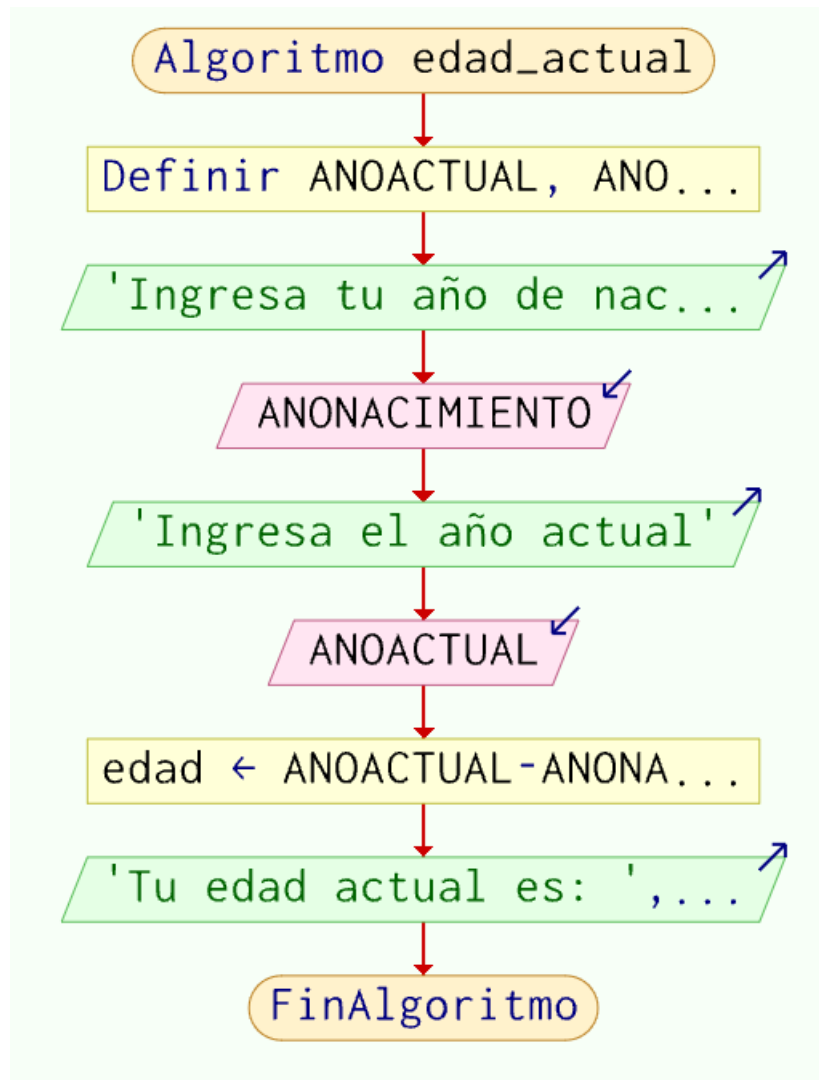 Algoritmo edad_actual
Definir ANOACTUAL, ANO...
'Ingresa tu año de nac...
ANONACIMIENTO
'Ingresa el año actual'
ANOACTUAL
edad ← ANOACTUAL-ANONA...
'Tu edad actual es: ',...
FinAlgoritmo